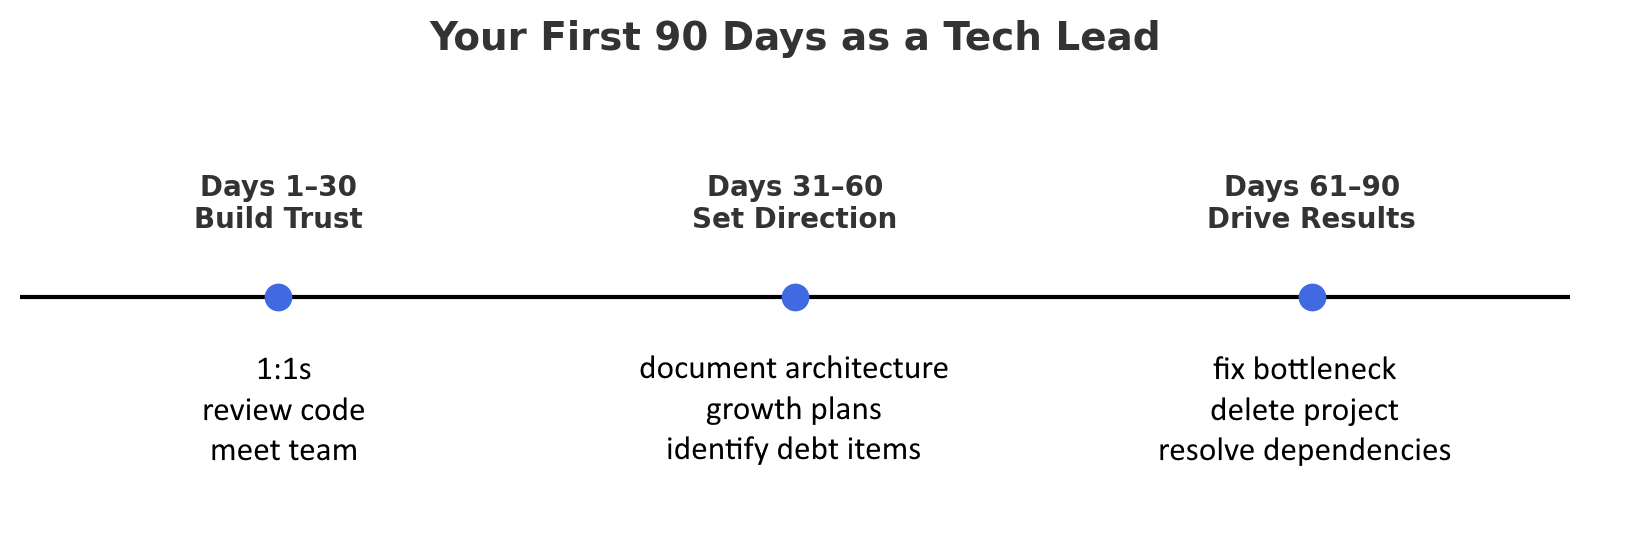 Your First 90 Days as a Tech Lead
Days 1–30
Build Trust
Days 31–60
Set Direction
Days 61–90
Drive Results
1:1s
review code
meet team
document architecture
growth plans
identify debt items
fix bottleneck
delete project
resolve dependencies